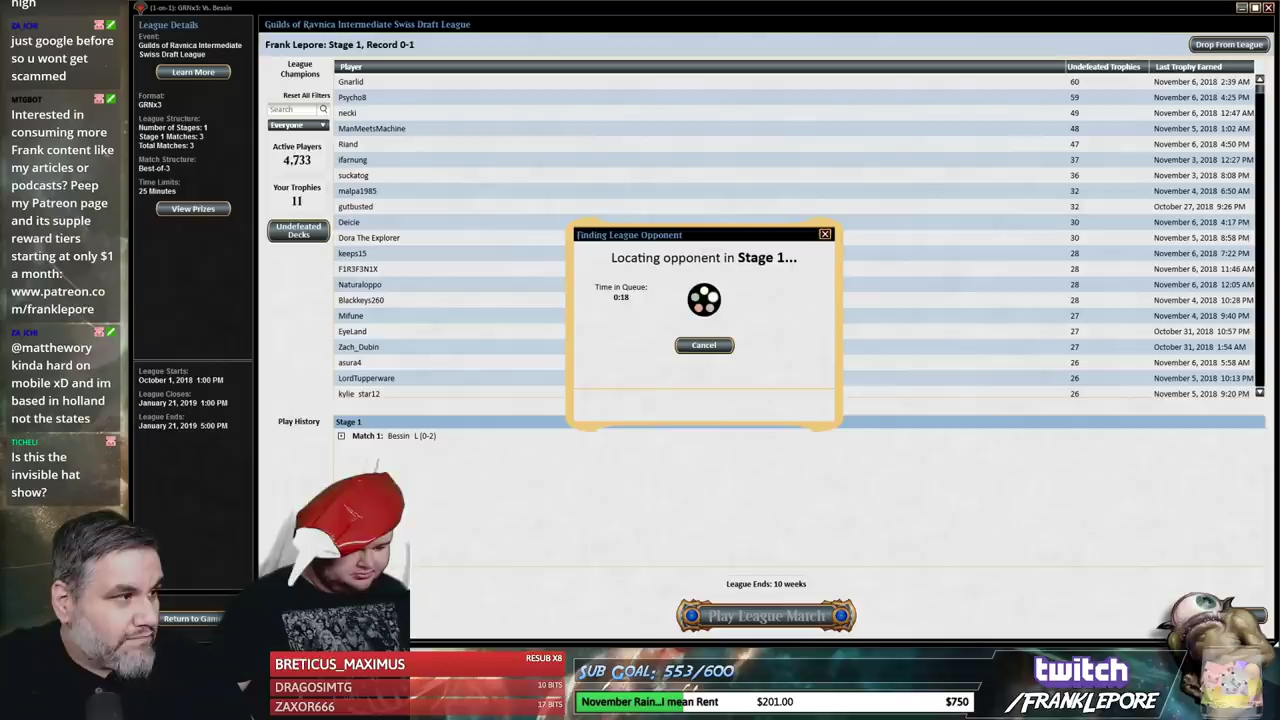 high
ZA_ICHI
just google before
so u wont get
scammed
MTGBOT
Interested in
consuming more
Frank content like
my articles or
podcasts? Peep
my Patreon page
and its supple
reward tiers
starting at only $1
a month:
www.patreon.co
m/franklepore
ZA_ICHI
@matthewory
kinda hard on
mobile xD and im
based in holland
not the states
TICHELI
Is this the
invisible hat
show?
(1-on-1): GRNx3: Vs. Bessin
League Details
Event:
Guilds of Ravnica Intermediate
Swiss Draft League
Learn More
Format:
GRNx3
League Structure:
Number of Stages: 1
Stage 1 Matches: 3
Total Matches: 3
Match Structure:
Best-of-3
Time Limits:
25 Minutes
View Prizes
League Starts:
October 1, 2018 1:00 PM
League Closes:
January 21, 2019 1:00 PM
League Ends:
January 21, 2019 5:00 PM
Guilds of Ravnica Intermediate Swiss Draft League
Frank Lepore: Stage 1, Record 0-1
Drop From League
League
Champions
Reset All Filters
Search
Everyone
Active Players
4,733
Your Trophies
11
Undefeated
Decks
Player Undefeated Trophies Last Trophy Earned
Gnarlid 60 November 6, 2018 2:39 AM
Psycho8 59 November 6, 2018 4:25 PM
necki 49 November 6, 2018 12:47 AM
ManMeetsMachine 48 November 5, 2018 1:02 AM
Riand 47 November 6, 2018 4:50 PM
ifarnung 37 November 3, 2018 12:27 PM
suckatog 36 November 3, 2018 8:08 PM
malpa1985 32 November 4, 2018 6:50 AM
gutbusted 32 October 27, 2018 9:26 PM
Deicie 30 November 6, 2018 4:17 PM
Dora The Explorer 30 November 5, 2018 8:58 PM
keeps15 28 November 6, 2018 7:22 PM
F1R3F3N1X 28 November 6, 2018 11:46 AM
Naturaloppo 28 November 6, 2018 12:05 AM
Blackkeys260 28 November 4, 2018 10:28 PM
Mifune 27 November 4, 2018 9:40 PM
EyeLand 27 October 31, 2018 10:57 PM
Zach_Dubin 27 October 31, 2018 1:54 AM
asura4 26 November 6, 2018 5:58 AM
LordTupperware 26 November 5, 2018 10:13 PM
kylie_star12 26 November 5, 2018 9:20 PM
Finding League Opponent
Locating opponent in Stage 1...
Time in Queue:
0:18
Cancel
Play History
Stage 1
Match 1: Bessin L (0-2)
League Ends: 10 weeks
Play League Match
Return to Gam
BRETICUS_MAXIMUS RESUB X8
DRAGOSIMTG 10 BITS
ZAXOR666 17 BITS
SUB GOAL: 553/600
November Rain...I mean Rent $201.00 $750
twitch
/FRANKLEPORE